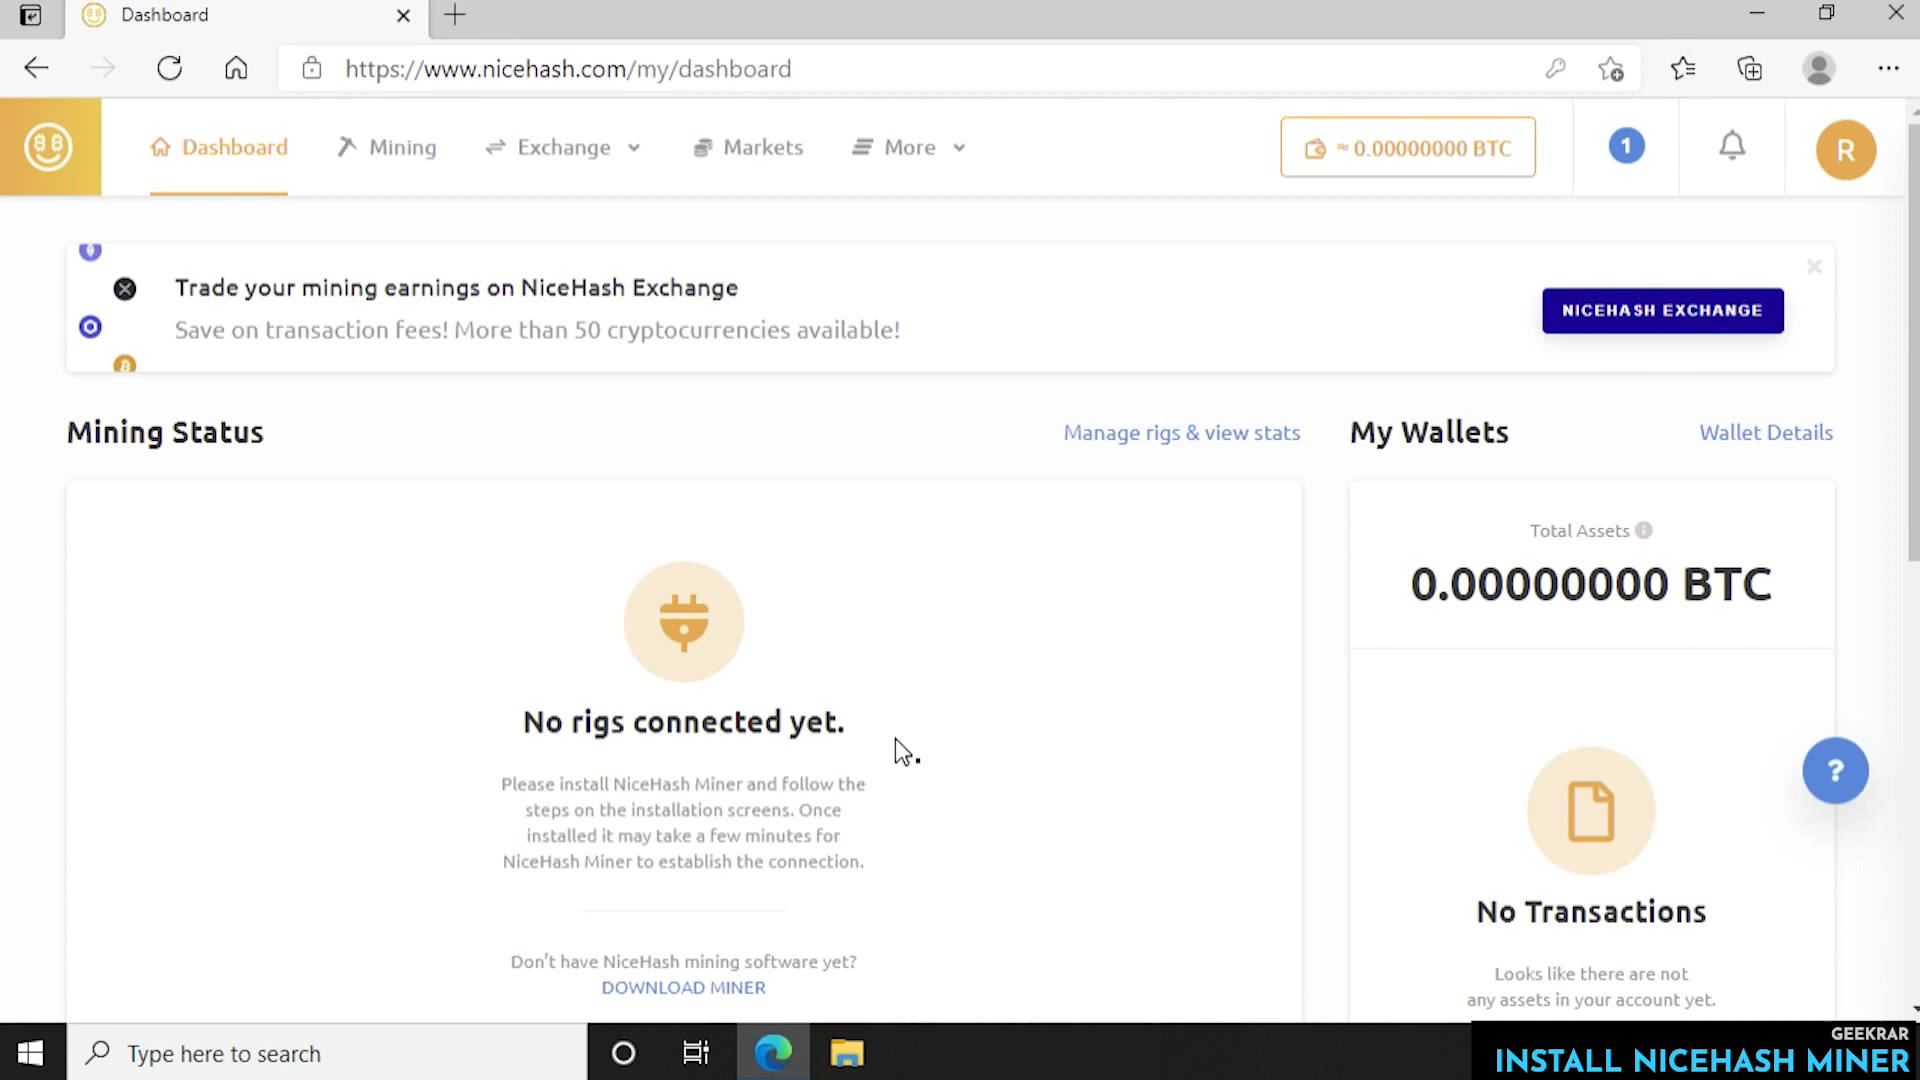 Dashboard
https://www.nicehash.com/my/dashboard
Dashboard
Mining
Exchange
Markets
More
≈ 0.00000000 BTC
1
R
Trade your mining earnings on NiceHash Exchange
Save on transaction fees! More than 50 cryptocurrencies available!
NICEHASH EXCHANGE
Mining Status
Manage rigs & view stats
My Wallets
Wallet Details
Total Assets
0.00000000 BTC
No rigs connected yet.
Please install NiceHash Miner and follow the
steps on the installation screens. Once
installed it may take a few minutes for
NiceHash Miner to establish the connection.
Don't have NiceHash mining software yet?
DOWNLOAD MINER
?
No Transactions
Looks like there are not
any assets in your account yet.
Type here to search
GEEKRAR
INSTALL NICEHASH MINER